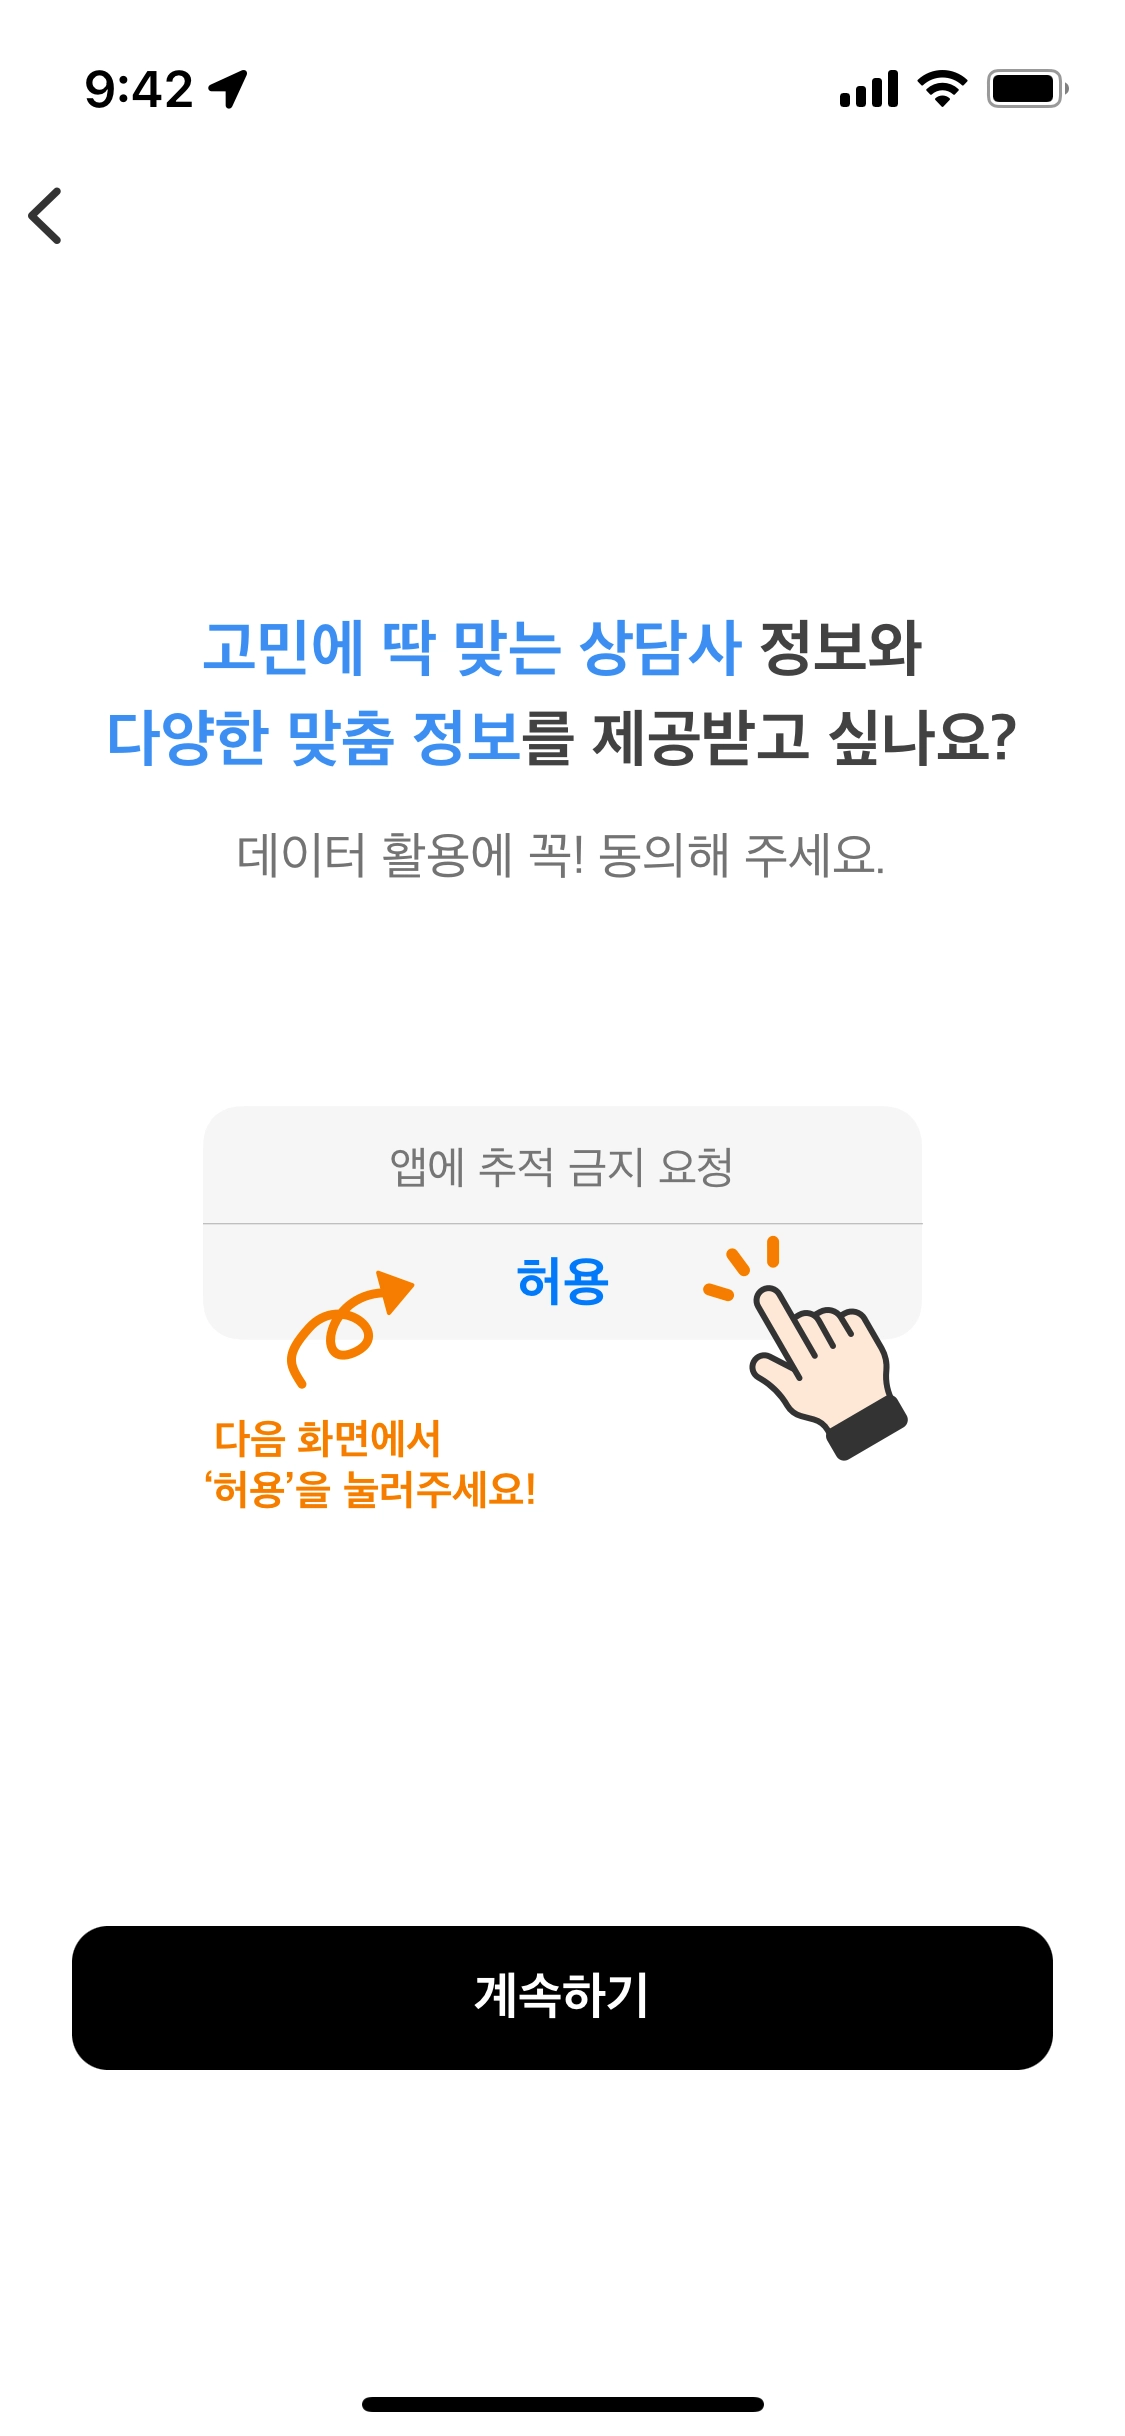 9:42
고민에 딱 맞는 상담사 정보와
다양한 맞춤 정보를 제공받고 싶나요?
데이터 활용에 꼭! 동의해 주세요.
앱에 추적 금지 요청
허용
다음 화면에서
‘허용’을 눌러주세요!
계속하기